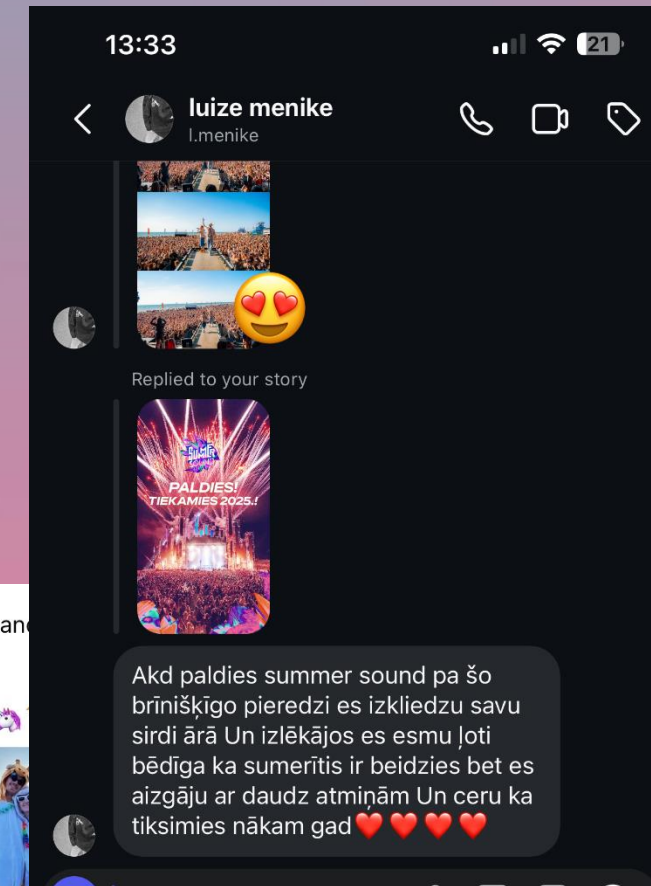 13:33
21
luize menike
l.menike
Replied to your story
SUMMER
PALDIES!
TIEKAMIES 2025.!
Akd paldies summer sound pa šo
brīnišķīgo pieredzi es izkliedzu savu
sirdi ārā Un izlēkājos es esmu ļoti
bēdīga ka sumerītis ir beidzies bet es
aizgāju ar daudz atmiņām Un ceru ka
tiksimies nākam gad❤️❤️❤️❤️